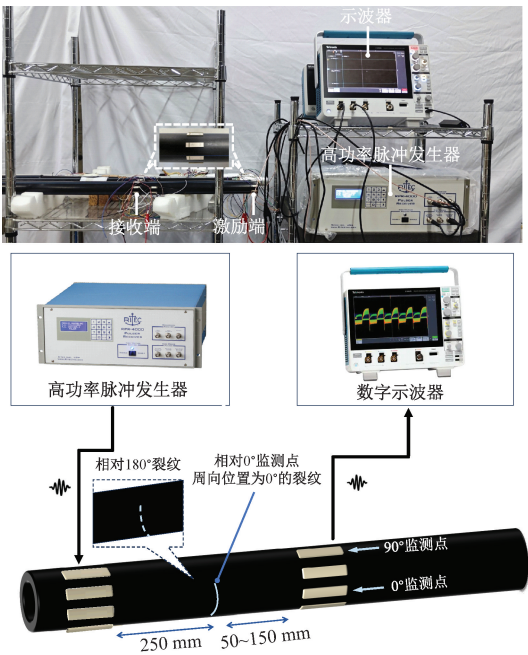 示波器
高功率脉冲发生器
接收端
激励端
RITEC
高功率脉冲发生器
数字示波器
相对180°裂纹
相对0°监测点
周向位置为0°的裂纹
90°监测点
0°监测点
250 mm
50~150 mm